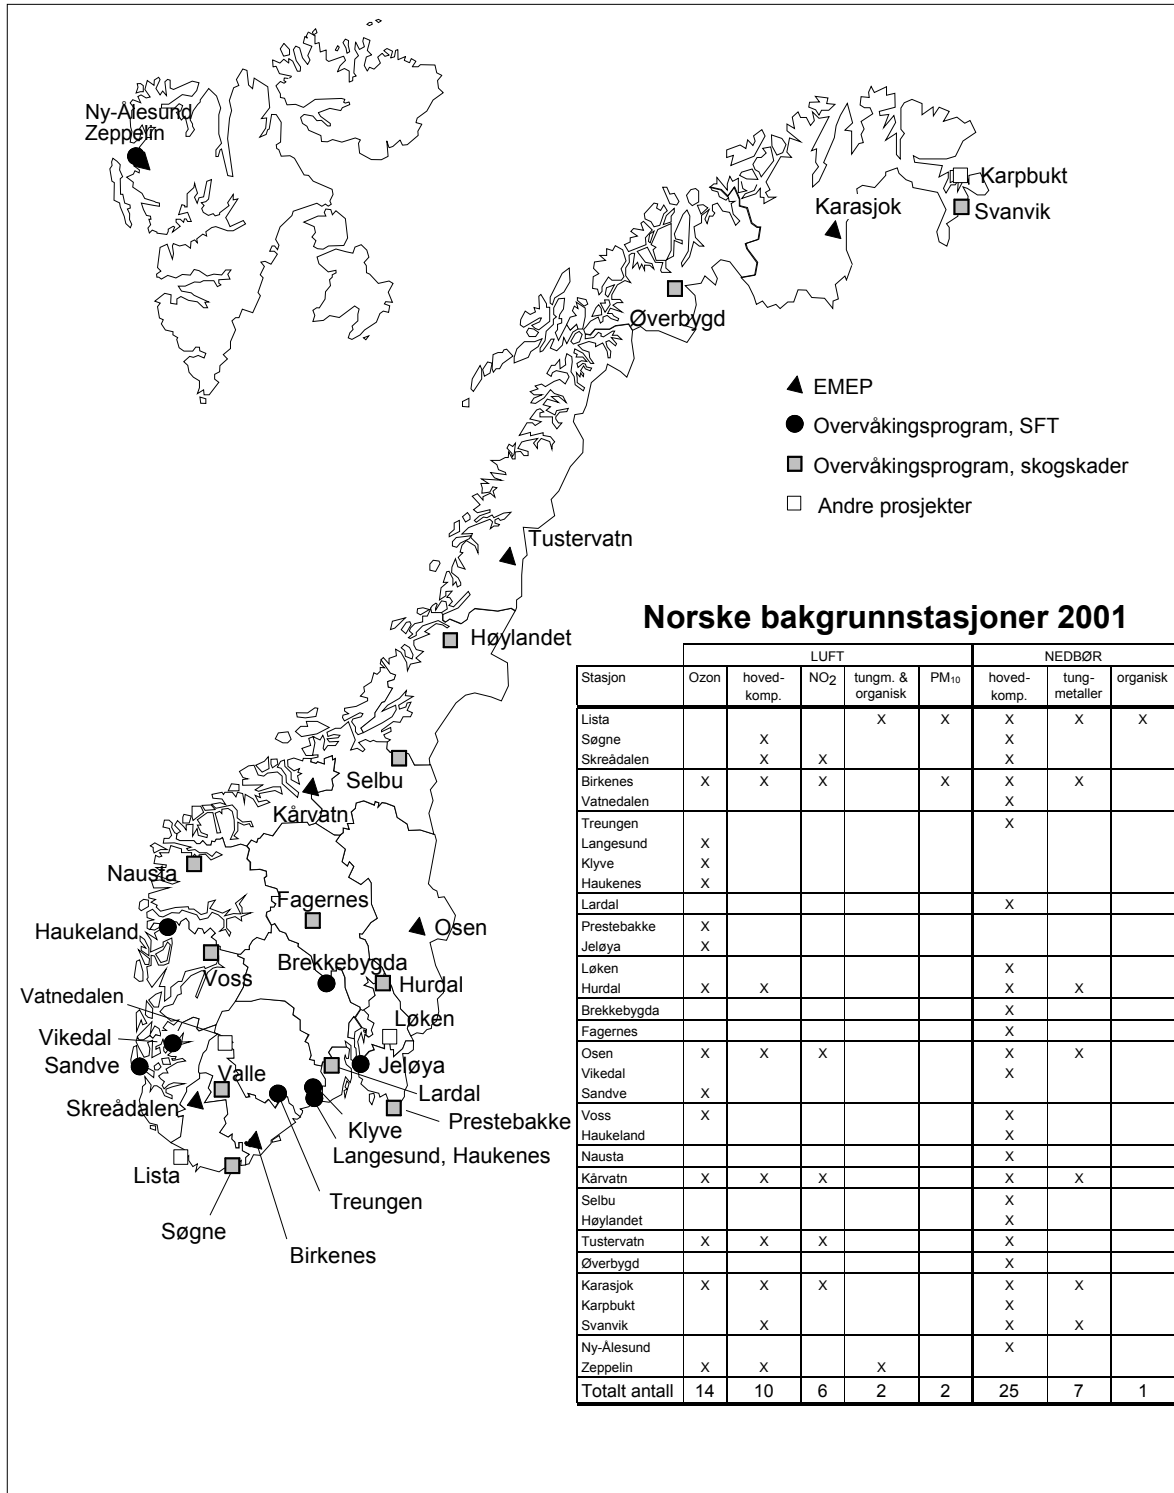 Ny-Ålesund
Zeppelin
Karpbukt
Karasjok
Svanvik
Øverbygd
EMEP
Overvåkingsprogram, SFT
Overvåkingsprogram, skogskader
Andre prosjekter
Tustervatn
Høylandet
Selbu
Kårvatn
Nausta
Fagernes
Haukeland
Osen
Brekkebygda
Voss
Hurdal
Vatnedalen
Løken
Vikedal
Sandve
Jeløya
Valle
Lardal
Skreådalen
Prestebakke
Klyve
Langesund, Haukenes
Lista
Treungen
Søgne
Birkenes
Norske bakgrunnstasjoner 2001
LUFT NEDBØR
Stasjon Ozon hoved- NO2 tungm. & PM10 hoved- tung- organisk
komp. organisk komp. metaller
Lista X X X X X
Søgne X X
Skreådalen X X X
Birkenes X X X X X X
Vatnedalen X
Treungen X
Langesund X
Klyve X
Haukenes X
Lardal X
Prestebakke X
Jeløya X
Løken X
Hurdal X X X X
Brekkebygda X
Fagernes X
Osen X X X X X
Vikedal X
Sandve X
Voss X X
Haukeland X
Nausta X
Kårvatn X X X X X
Selbu X
Høylandet X
Tustervatn X X X X
Øverbygd X
Karasjok X X X X X
Karpbukt X
Svanvik X X X
Ny-Ålesund X
Zeppelin X X X
Totalt antall 14 10 6 2 2 25 7 1